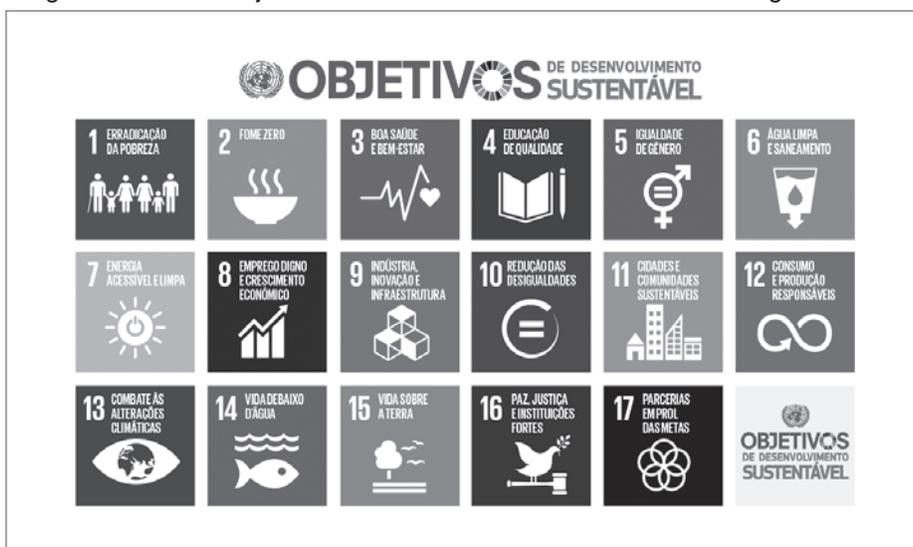 OBJETIVOS DE DESENVOLVIMENTO
SUSTENTÁVEL
1 ERRADICAÇÃO
DA POBREZA
2 FOME ZERO
3 BOA SAÚDE
E BEM-ESTAR
4 EDUCAÇÃO
DE QUALIDADE
5 IGUALDADE
DE GÊNERO
6 ÁGUA LIMPA
E SANEAMENTO
7 ENERGIA
ACESSÍVEL E LIMPA
8 EMPREGO DIGNO
E CRESCIMENTO
ECONÔMICO
9 INDÚSTRIA,
INOVAÇÃO E
INFRAESTRUTURA
10 REDUÇÃO DAS
DESIGUALDADES
11 CIDADES E
COMUNIDADES
SUSTENTÁVEIS
12 CONSUMO
E PRODUÇÃO
RESPONSÁVEIS
13 COMBATE ÀS
ALTERAÇÕES
CLIMÁTICAS
14 VIDA DEBAIXO
D'ÁGUA
15 VIDA SOBRE
A TERRA
16 PAZ, JUSTIÇA
E INSTITUIÇÕES
FORTES
17 PARCERIAS
EM PROL
DAS METAS
OBJETIVOS
DE DESENVOLVIMENTO
SUSTENTÁVEL